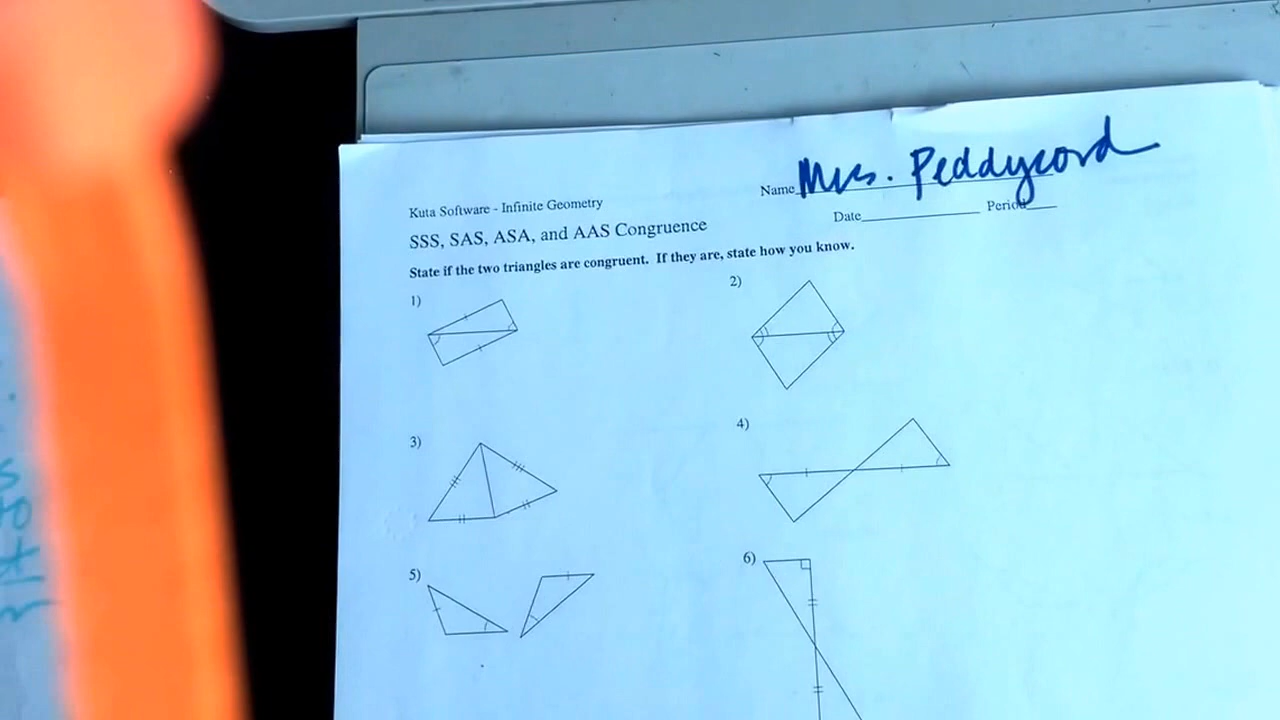 Kuta Software - Infinite Geometry
Name Mrs. Peddycord
SSS, SAS, ASA, and AAS Congruence
Date Period
State if the two triangles are congruent. If they are, state how you know.
1)
2)
3)
4)
5)
6)